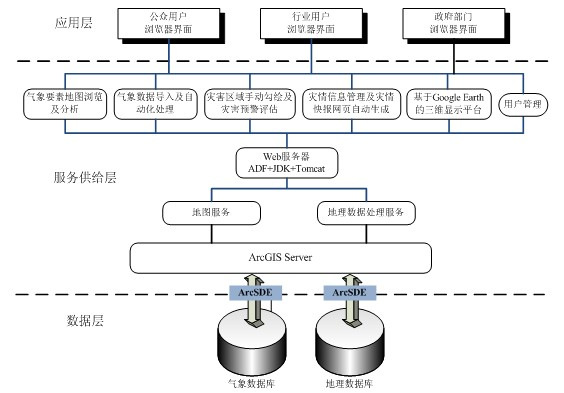 应用层
公众用户
浏览器界面
行业用户
浏览器界面
政府部门
浏览器界面
气象要素地图浏览
及分析
气象数据导入及自
动化处理
灾害区域手动勾绘及
灾害预警评估
灾情信息管理及灾情
快报网页自动生成
基于Google Earth
的三维显示平台
用户管理
服务供给层
Web服务器
ADF+JDK+Tomcat
地图服务
地理数据处理服务
ArcGIS Server
ArcSDE
ArcSDE
数据层
气象数据库
地理数据库